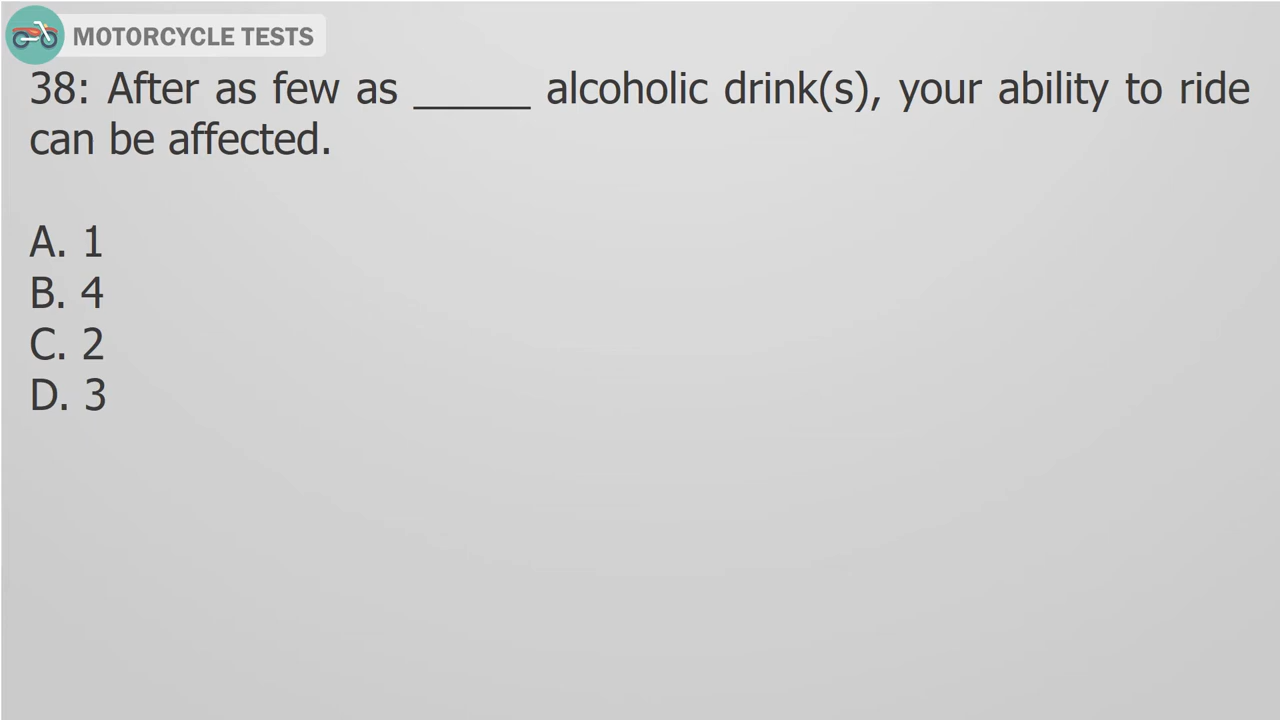 MOTORCYCLE TESTS
38: After as few as _____ alcoholic drink(s), your ability to ride
can be affected.
A. 1
B. 4
C. 2
D. 3